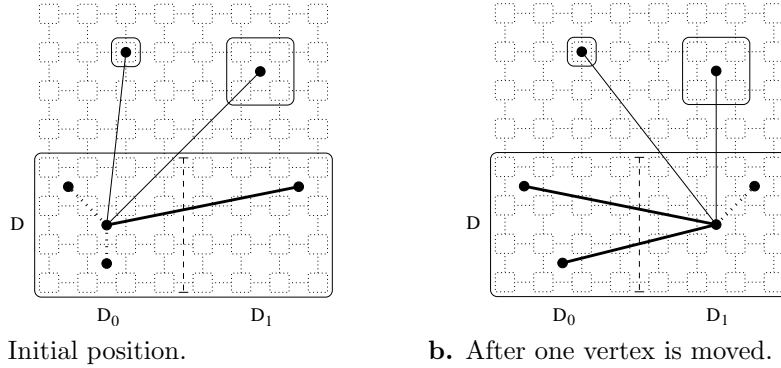 D
D
D0
D1
D0
D1
Initial position.
b. After one vertex is moved.